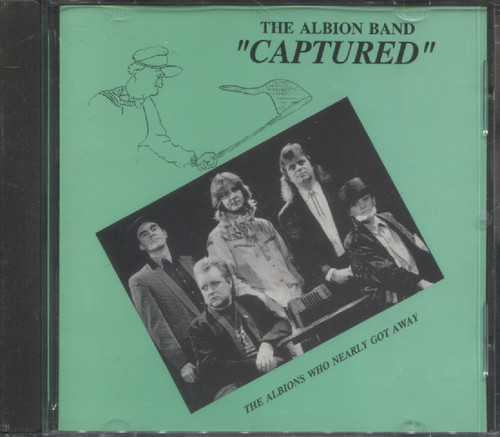 THE ALBION BAND
"CAPTURED"
THE ALBIONS WHO NEARLY GOT AWAY